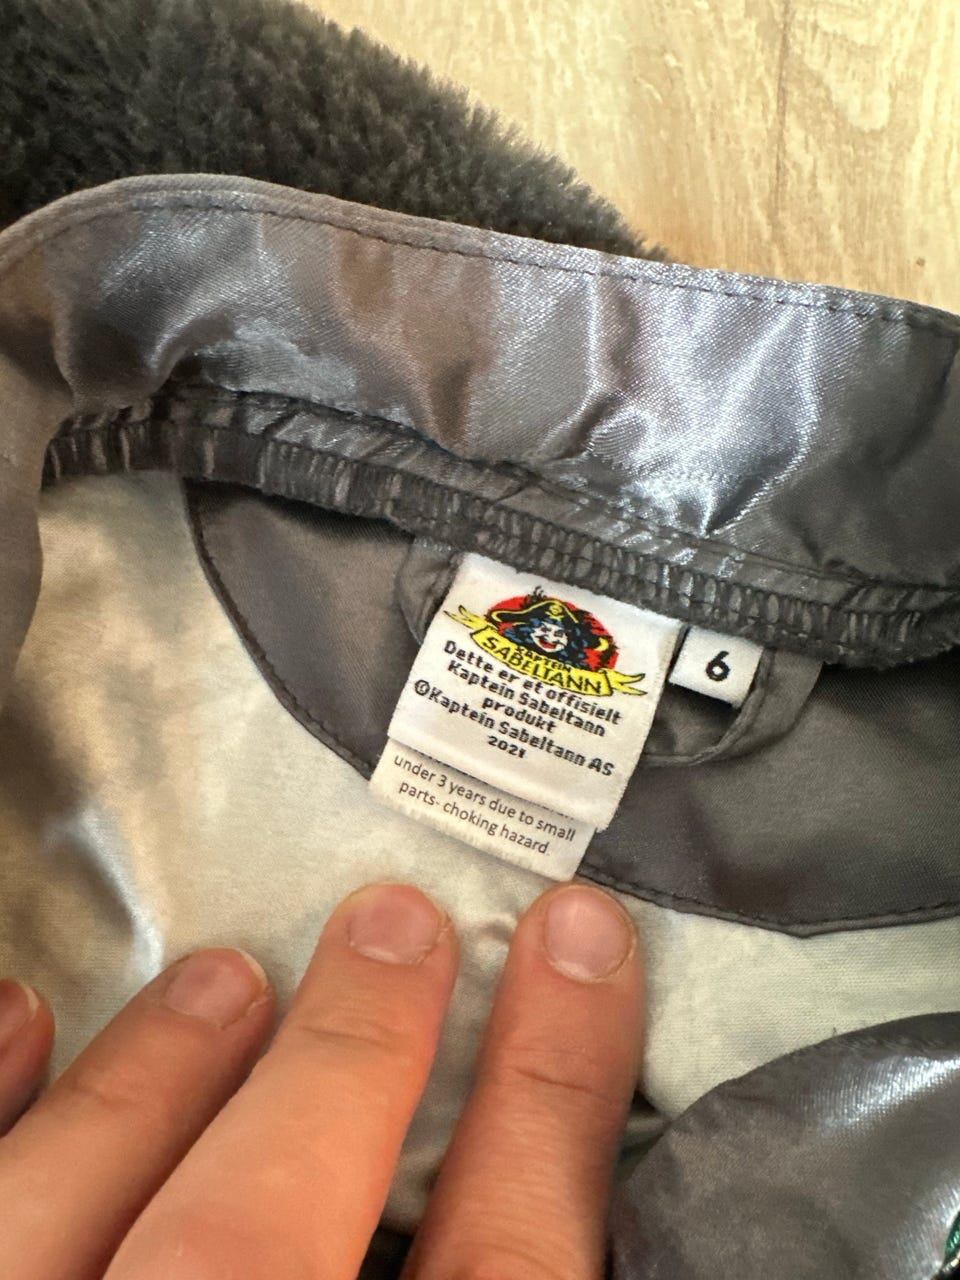 KAPTEIN
SABELTANN
Dette er et offisielt
Kaptein Sabeltann
produkt
©Kaptein Sabeltann AS
2021
under 3 years due to small
parts- choking hazard.
6